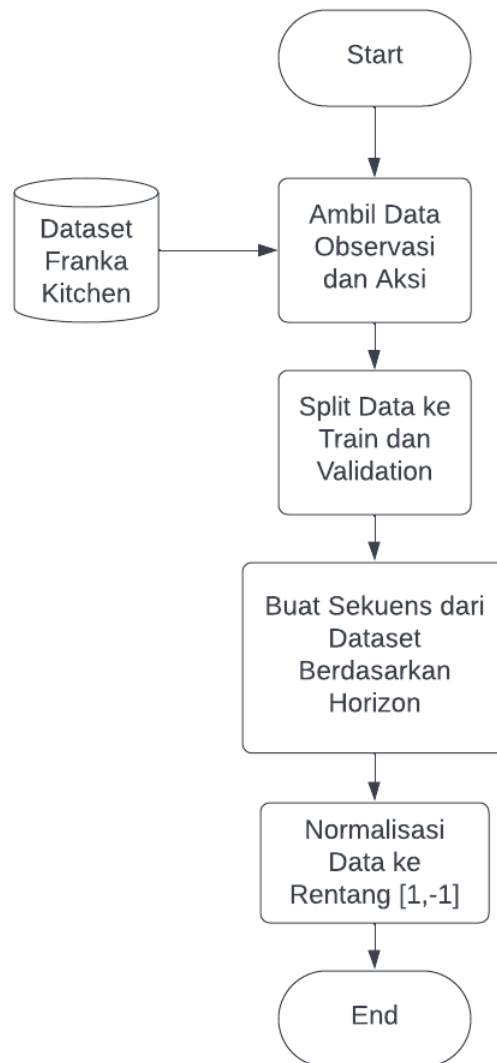 Start
Dataset
Franka
Kitchen
Ambil Data
Observasi
dan Aksi
Split Data ke
Train dan
Validation
Buat Sekuens dari
Dataset
Berdasarkan
Horizon
Normalisasi
Data ke
Rentang [1,-1]
End